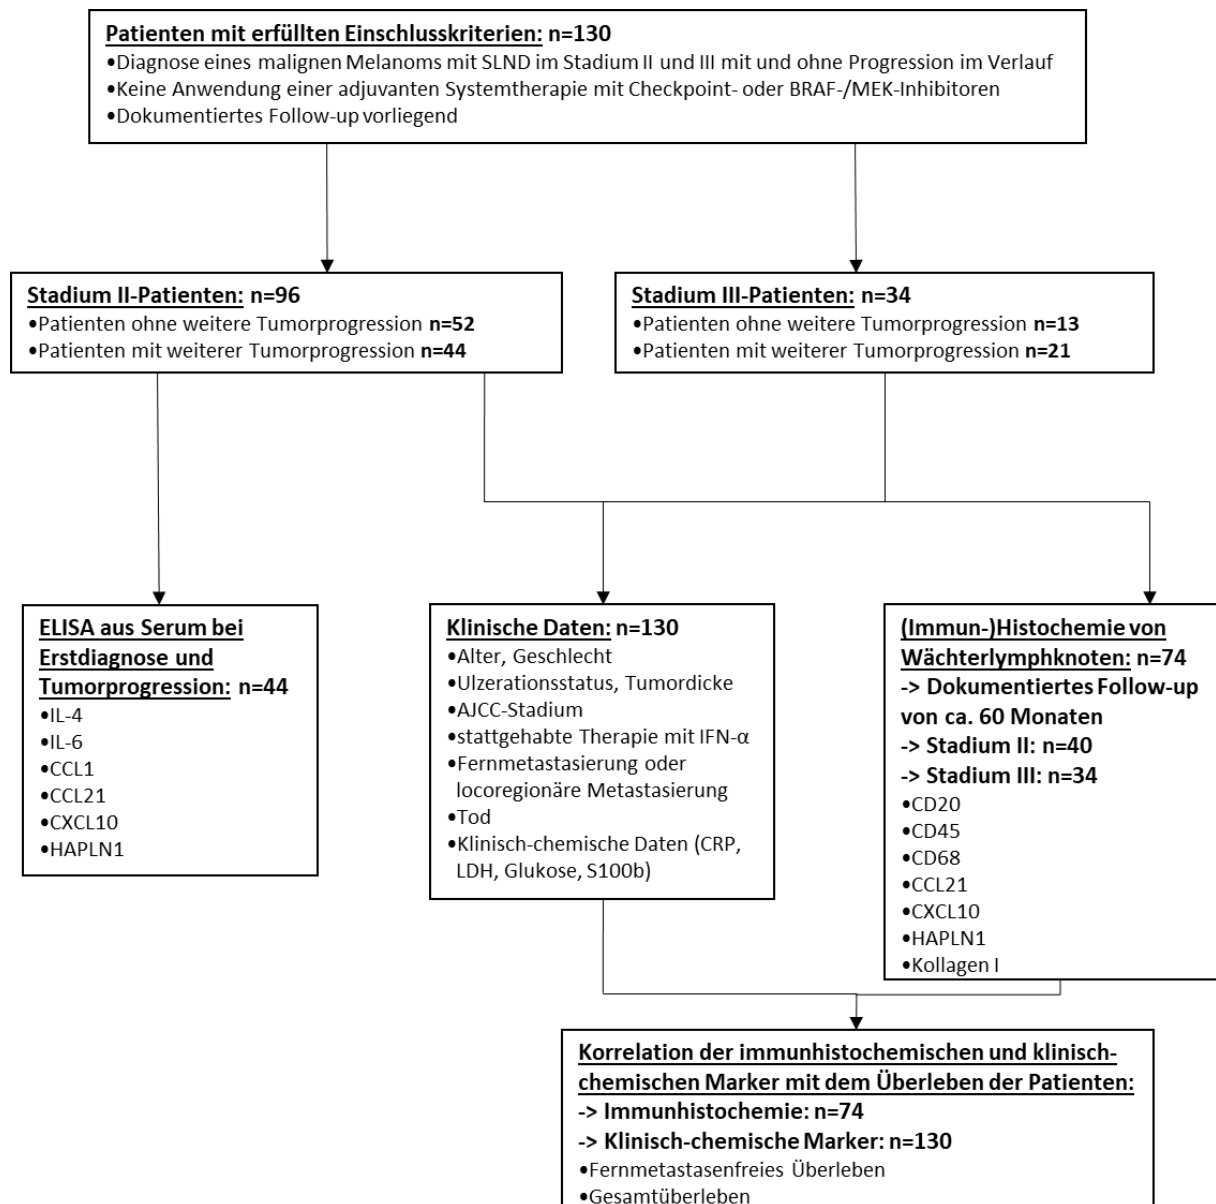 Patienten mit erfüllten Einschlusskriterien: n=130
•Diagnose eines malignen Melanoms mit SLND im Stadium II und III mit und ohne Progression im Verlauf
•Keine Anwendung einer adjuvanten Systemtherapie mit Checkpoint- oder BRAF-/MEK-Inhibitoren
•Dokumentiertes Follow-up vorliegend
Stadium II-Patienten: n=96
•Patienten ohne weitere Tumorprogression n=52
•Patienten mit weiterer Tumorprogression n=44
Stadium III-Patienten: n=34
•Patienten ohne weitere Tumorprogression n=13
•Patienten mit weiterer Tumorprogression n=21
ELISA aus Serum bei
Erstdiagnose und
Tumorprogression: n=44
•IL-4
•IL-6
•CCL1
•CCL21
•CXCL10
•HAPLN1
Klinische Daten: n=130
•Alter, Geschlecht
•Ulzerationsstatus, Tumordicke
•AJCC-Stadium
•stattgehabte Therapie mit IFN-α
•Fernmetastasierung oder
locoregionäre Metastasierung
•Tod
•Klinisch-chemische Daten (CRP,
LDH, Glukose, S100b)
(Immun-)Histochemie von
Wächterlymphknoten: n=74
-> Dokumentiertes Follow-up
von ca. 60 Monaten
-> Stadium II: n=40
-> Stadium III: n=34
•CD20
•CD45
•CD68
•CCL21
•CXCL10
•HAPLN1
•Kollagen I
Korrelation der immunhistochemischen und klinisch-
chemischen Marker mit dem Überleben der Patienten:
-> Immunhistochemie: n=74
-> Klinisch-chemische Marker: n=130
•Fernmetastasenfreies Überleben
•Gesamtüberleben